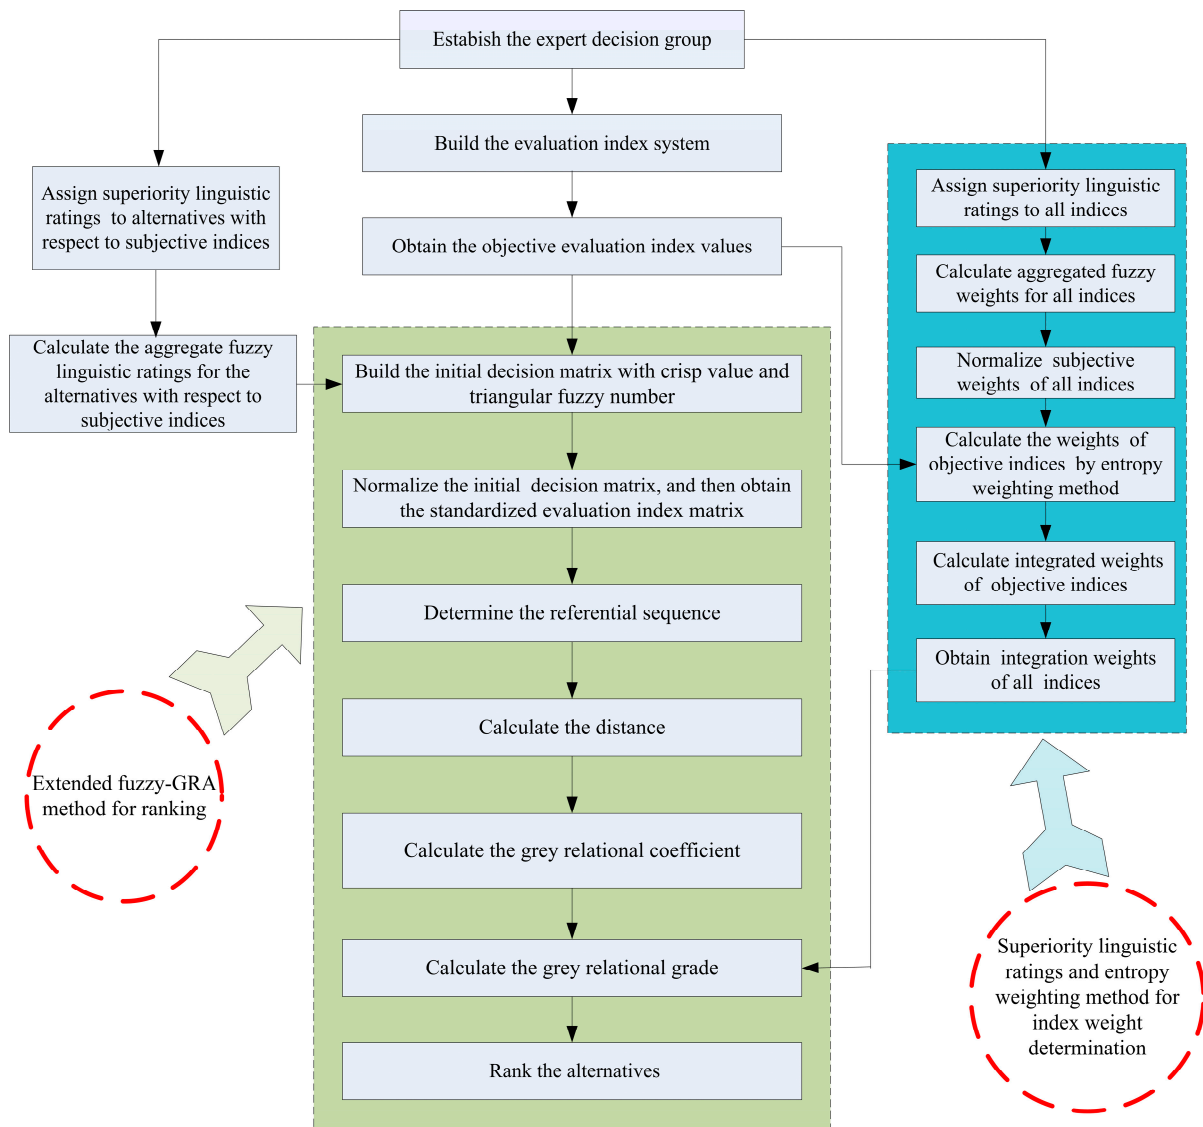 Estabish the expert decision group
Build the evaluation index system
Obtain the objective evaluation index values
Assign superiority linguistic
ratings to alternatives with
respect to subjective indices
Calculate the aggregate fuzzy
linguistic ratings for the
alternatives with respect to
subjective indices
Build the initial decision matrix with crisp value and
triangular fuzzy number
Normalize the initial decision matrix, and then obtain
the standardized evaluation index matrix
Determine the referential sequence
Calculate the distance
Calculate the grey relational coefficient
Calculate the grey relational grade
Rank the alternatives
Assign superiority linguistic
ratings to all indices
Calculate aggregated fuzzy
weights for all indices
Normalize subjective
weights of all indices
Calculate the weights of
objective indices by entropy
weighting method
Calculate integrated weights
of objective indices
Obtain integration weights
of all indices
Extended fuzzy-GRA
method for ranking
Superiority linguistic
ratings and entropy
weighting method for
index weight
determination